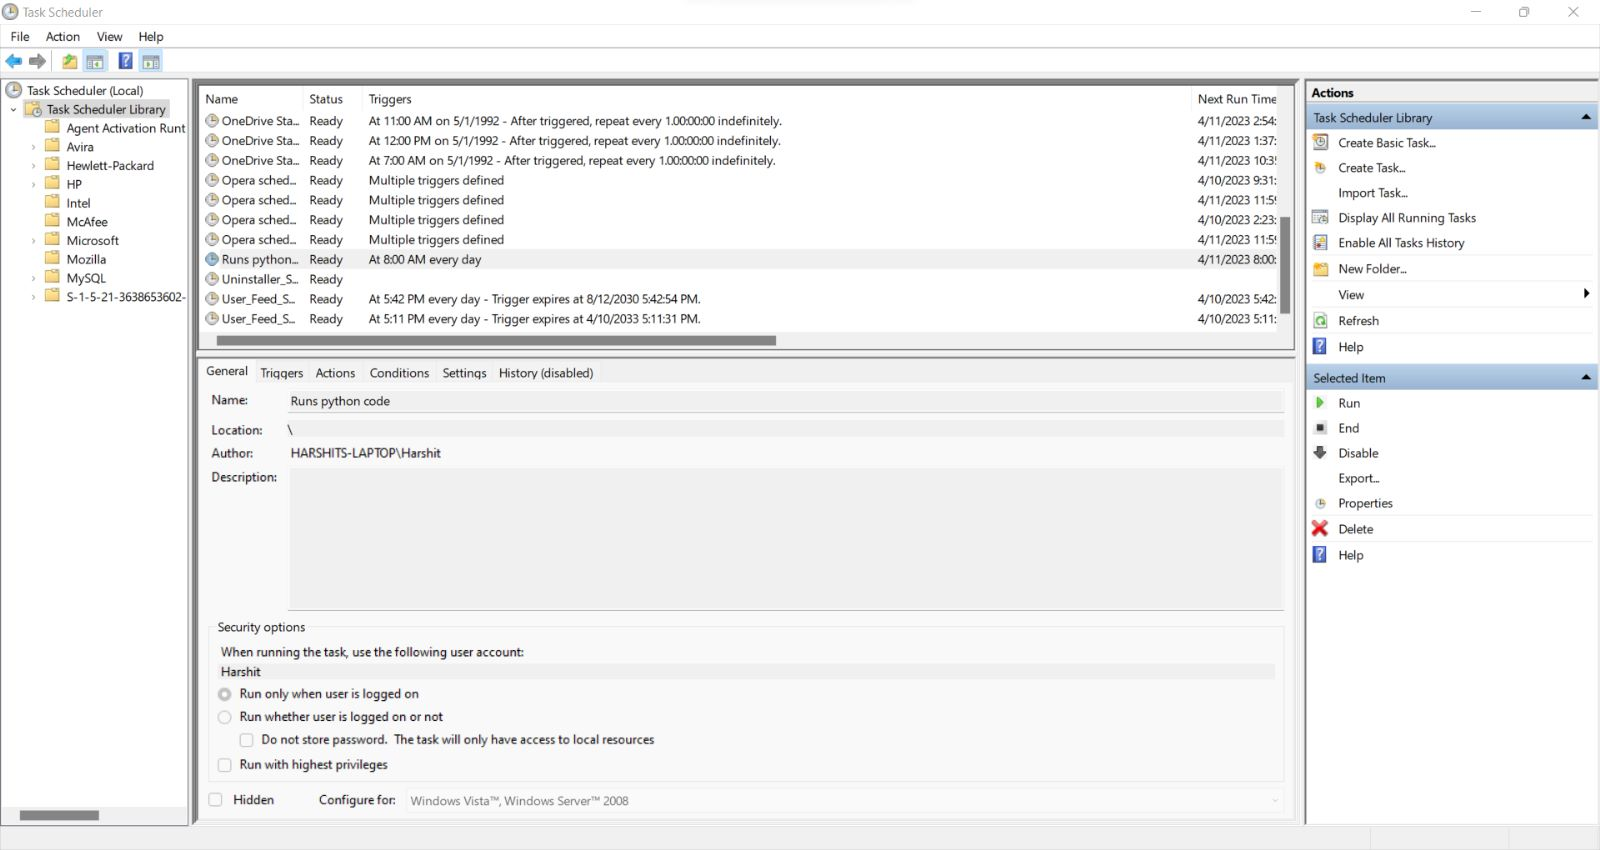 Task Scheduler
File Action View Help
Task Scheduler (Local)
Task Scheduler Library
Agent Activation Runt
Avira
Hewlett-Packard
HP
Intel
McAfee
Microsoft
Mozilla
MySQL
S-1-5-21-3638653602-
Name Status Triggers Next Run Time
OneDrive Sta... Ready At 11:00 AM on 5/1/1992 - After triggered, repeat every 1.00:00:00 indefinitely. 4/11/2023 2:54:
OneDrive Sta... Ready At 12:00 PM on 5/1/1992 - After triggered, repeat every 1.00:00:00 indefinitely. 4/11/2023 1:37:
OneDrive Sta... Ready At 7:00 AM on 5/1/1992 - After triggered, repeat every 1.00:00:00 indefinitely. 4/11/2023 10:35
Opera sched... Ready Multiple triggers defined 4/10/2023 9:31:
Opera sched... Ready Multiple triggers defined 4/11/2023 11:59
Opera sched... Ready Multiple triggers defined 4/10/2023 2:23:
Opera sched... Ready Multiple triggers defined 4/11/2023 11:59
Runs python... Ready At 8:00 AM every day 4/11/2023 8:00:
Uninstaller_S... Ready
User_Feed_S... Ready At 5:42 PM every day - Trigger expires at 8/12/2030 5:42:54 PM. 4/10/2023 5:42:
User_Feed_S... Ready At 5:11 PM every day - Trigger expires at 4/10/2033 5:11:31 PM. 4/10/2023 5:11:
General Triggers Actions Conditions Settings History (disabled)
Name: Runs python code
Location: \
Author: HARSHITS-LAPTOP\Harshit
Description:
Security options
When running the task, use the following user account:
Harshit
Run only when user is logged on
Run whether user is logged on or not
Do not store password. The task will only have access to local resources
Run with highest privileges
Hidden Configure for: Windows Vista™, Windows Server™ 2008
Actions
Task Scheduler Library
Create Basic Task...
Create Task...
Import Task...
Display All Running Tasks
Enable All Tasks History
New Folder...
View
Refresh
Help
Selected Item
Run
End
Disable
Export...
Properties
Delete
Help